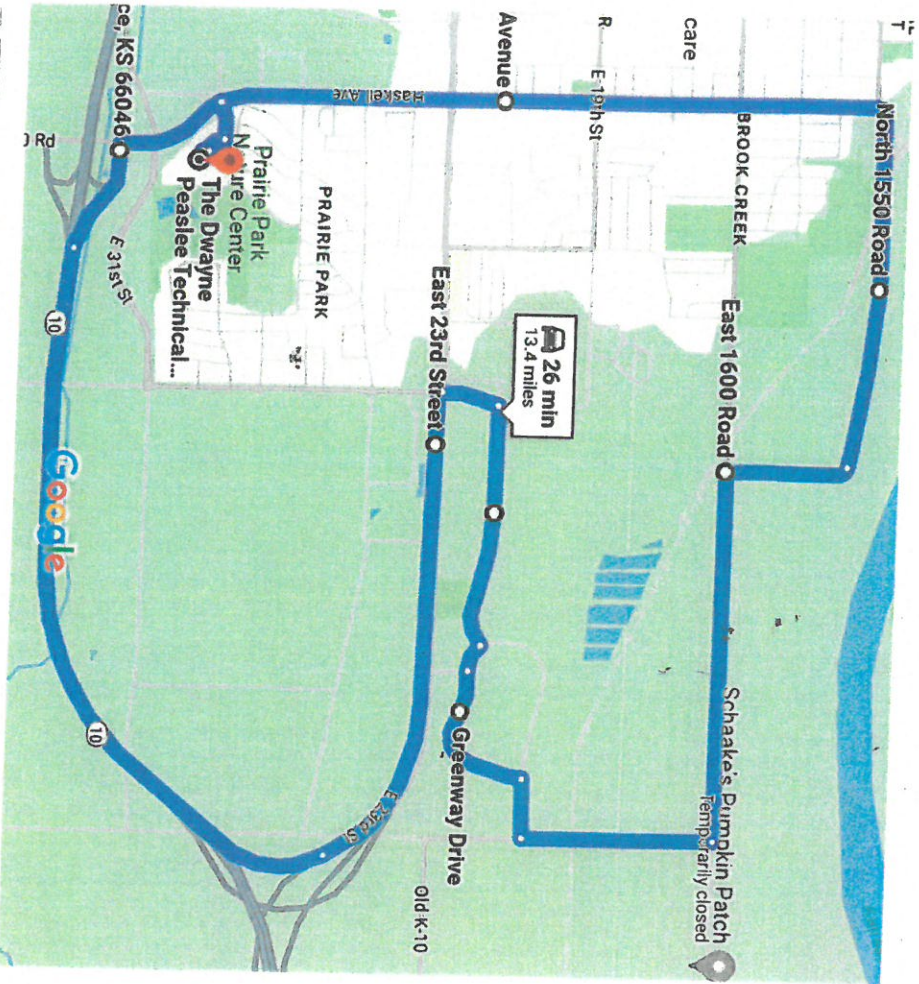 care
North 1550 Road
BROOK CREEK
R
E 19th St
East 1600 Road
Schaake's Pumpkin Patch
Temporarily closed
Avenue
26 min
13.4 miles
Haskell Ave
East 23rd Street
Greenway Drive
Old K-10
PRAIRIE PARK
E 23rd St
Prairie Park
Nature Center
The Dwayne
Peaslee Technical...
ce, KS 66046
E 31st St
Rd
10
10
Google